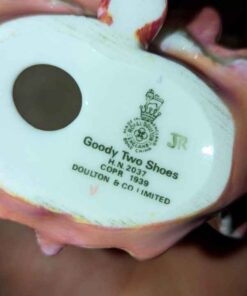 JR
Goody Two Shoes
H.N. 2037
COPR 1939
DOULTON & CO LIMITED